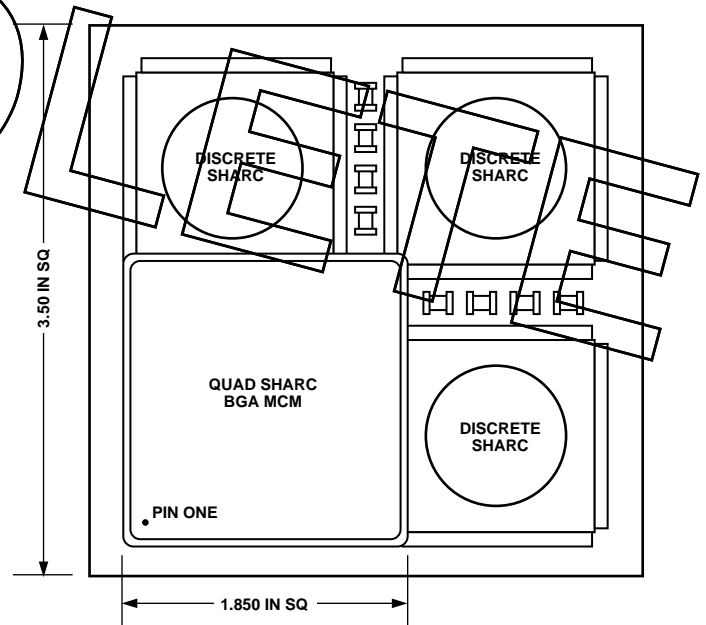 DISCRETE
SHARC
DISCRETE
SHARC
3.50 IN SQ
QUAD SHARC
BGA MCM
DISCRETE
SHARC
PIN ONE
1.850 IN SQ
LETE